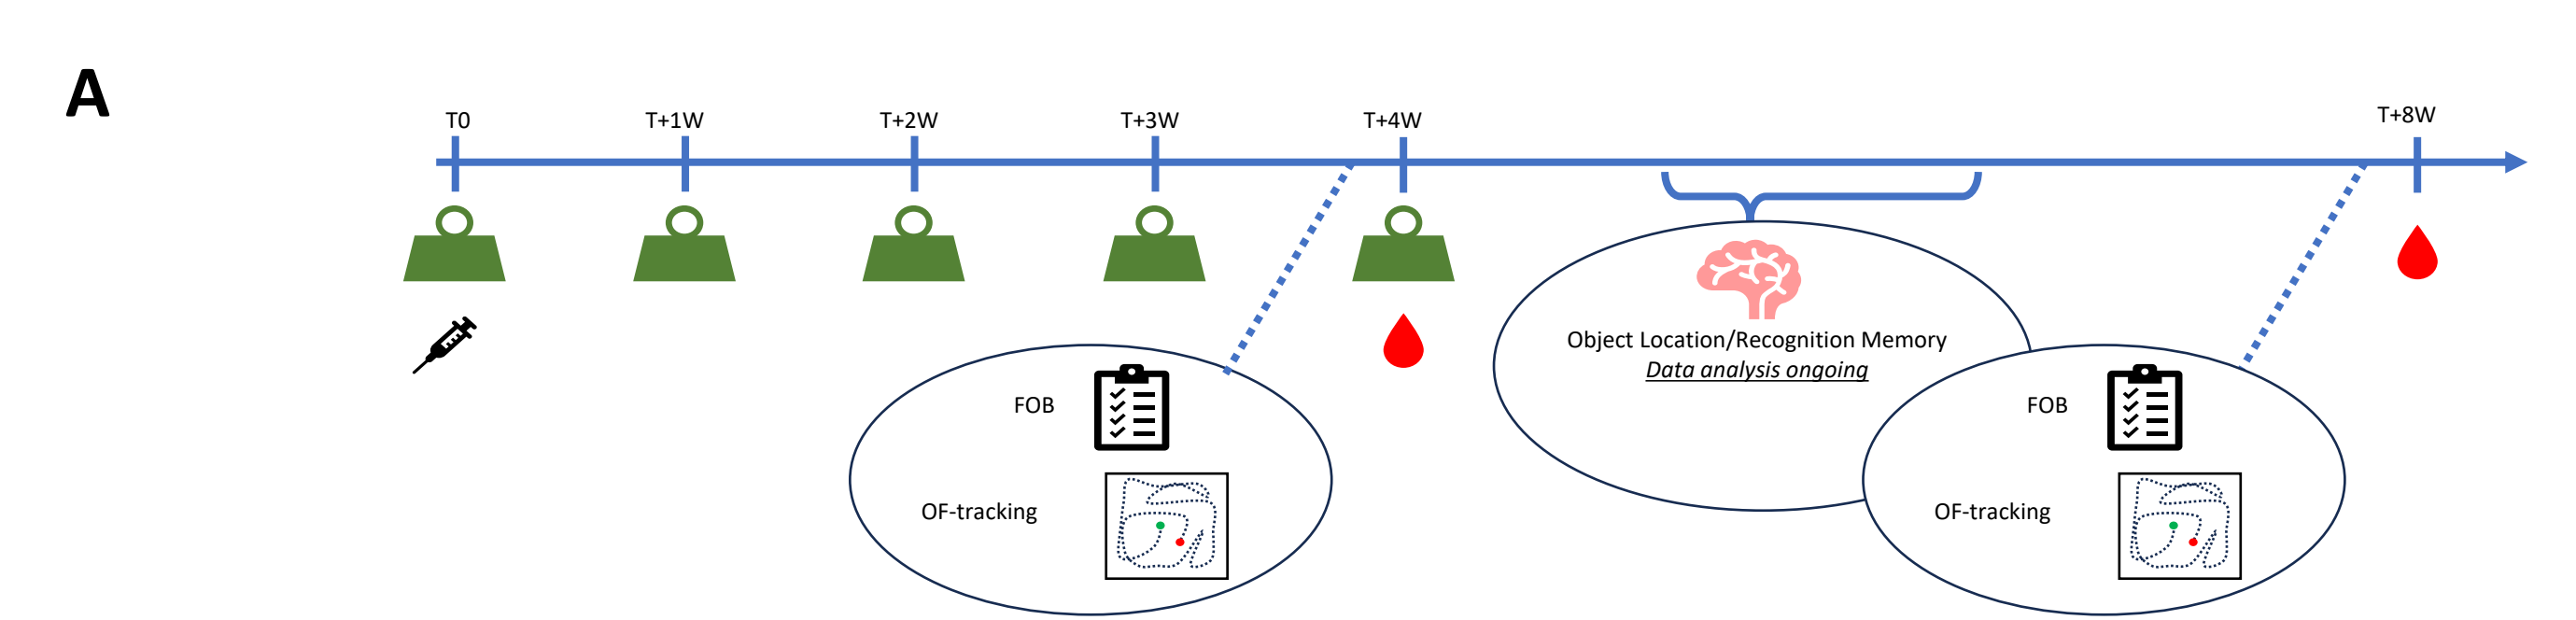 A
T0
T+1W
T+2W
T+3W
T+4W
T+8W
Object Location/Recognition Memory
Data analysis ongoing
FOB
OF-tracking
FOB
OF-tracking